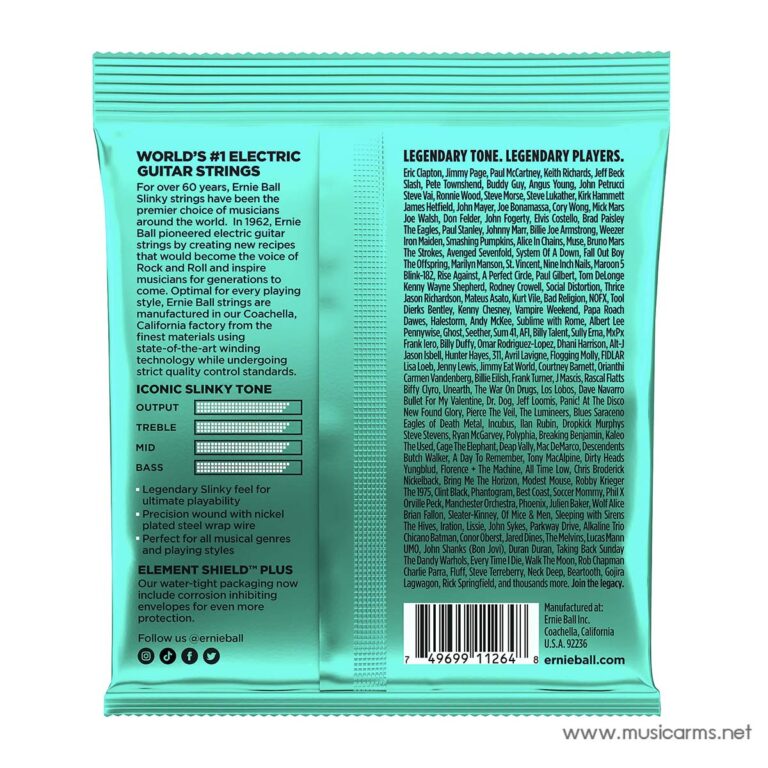 WORLD'S #1 ELECTRIC
GUITAR STRINGS
For over 60 years, Ernie Ball
Slinky strings have been the
premier choice of musicians
around the world. In 1962, Ernie
Ball pioneered electric guitar
strings by creating new recipes
that would become the voice of
Rock and Roll and inspire
musicians for generations to
come. Optimal for every playing
style, Ernie Ball strings are
manufactured in our Coachella,
California factory from the
finest materials using
state-of-the-art winding
technology while undergoing
strict quality control standards.
ICONIC SLINKY TONE
OUTPUT
TREBLE
MID
BASS
• Legendary Slinky feel for
ultimate playability
• Precision wound with nickel
plated steel wrap wire
• Perfect for all musical genres
and playing styles
ELEMENT SHIELD™ PLUS
Our water-tight packaging now
include corrosion inhibiting
envelopes for even more
protection.
Follow us @ernieball
LEGENDARY TONE. LEGENDARY PLAYERS.
Eric Clapton, Jimmy Page, Paul McCartney, Keith Richards, Jeff Beck
Slash, Pete Townshend, Buddy Guy, Angus Young, John Petrucci
Steve Vai, Ronnie Wood, Steve Morse, Steve Lukather, Kirk Hammett
James Hetfield, John Mayer, Joe Bonamassa, Cory Wong, Mick Mars
Joe Walsh, Don Felder, John Fogerty, Elvis Costello, Brad Paisley
The Eagles, Paul Stanley, Johnny Marr, Billie Joe Armstrong, Weezer
Iron Maiden, Smashing Pumpkins, Alice In Chains, Muse, Bruno Mars
The Strokes, Avenged Sevenfold, System Of A Down, Fall Out Boy
The Offspring, Marilyn Manson, St. Vincent, Nine Inch Nails, Maroon 5
Blink-182, Rise Against, A Perfect Circle, Paul Gilbert, Tom DeLonge
Kenny Wayne Shepherd, Rodney Crowell, Social Distortion, Thrice
Jason Richardson, Mateus Asato, Kurt Vile, Bad Religion, NOFX, Tool
Dierks Bentley, Kenny Chesney, Vampire Weekend, Papa Roach
Dawes, Halestorm, Andy McKee, Sublime with Rome, Albert Lee
Pennywise, Ghost, Seether, Sum 41, AFI, Billy Talent, Sully Erna, MxPx
Frank Iero, Billy Duffy, Omar Rodriguez-Lopez, Dhani Harrison, Alt-J
Jason Isbell, Hunter Hayes, 311, Avril Lavigne, Flogging Molly, FIDLAR
Lisa Loeb, Jenny Lewis, Jimmy Eat World, Courtney Barnett, Orianthi
Carmen Vandenberg, Billie Eilish, Frank Turner, J Mascis, Rascal Flatts
Biffy Clyro, Unearth, The War On Drugs, Los Lobos, Dave Navarro
Bullet For My Valentine, Dr. Dog, Jeff Loomis, Panic! At The Disco
New Found Glory, Pierce The Veil, The Lumineers, Blues Saraceno
Eagles of Death Metal, Incubus, Ilan Rubin, Dropkick Murphys
Steve Stevens, Ryan McGarvey, Polyphia, Breaking Benjamin, Kaleo
The Used, Cage The Elephant, Deap Vally, Mac DeMarco, Descendents
Butch Walker, A Day To Remember, Tony MacAlpine, Dirty Heads
Yungblud, Florence + The Machine, All Time Low, Chris Broderick
Nickelback, Bring Me The Horizon, Modest Mouse, Robby Krieger
The 1975, Clint Black, Phantogram, Best Coast, Soccer Mommy, Phil X
Orville Peck, Manchester Orchestra, Phoenix, Julien Baker, Wolf Alice
Brian Fallon, Sleater-Kinney, Of Mice & Men, Sleeping with Sirens
The Hives, Iration, Lissie, John Sykes, Parkway Drive, Alkaline Trio
Chicano Batman, Conor Oberst, Jared Dines, The Melvins, Lucas Mann
UMO, John Shanks (Bon Jovi), Duran Duran, Taking Back Sunday
The Dandy Warhols, Every Time I Die, Walk The Moon, Rob Chapman
Charlie Parra, Fluff, Steve Terreberry, Neck Deep, Beartooth, Gojira
Lagwagon, Rick Springfield, and thousands more. Join the legacy.
7 49699 11264 8
Manufactured at:
Ernie Ball Inc.
Coachella, California
U.S.A. 92236
ernieball.com
www.musicarms.net